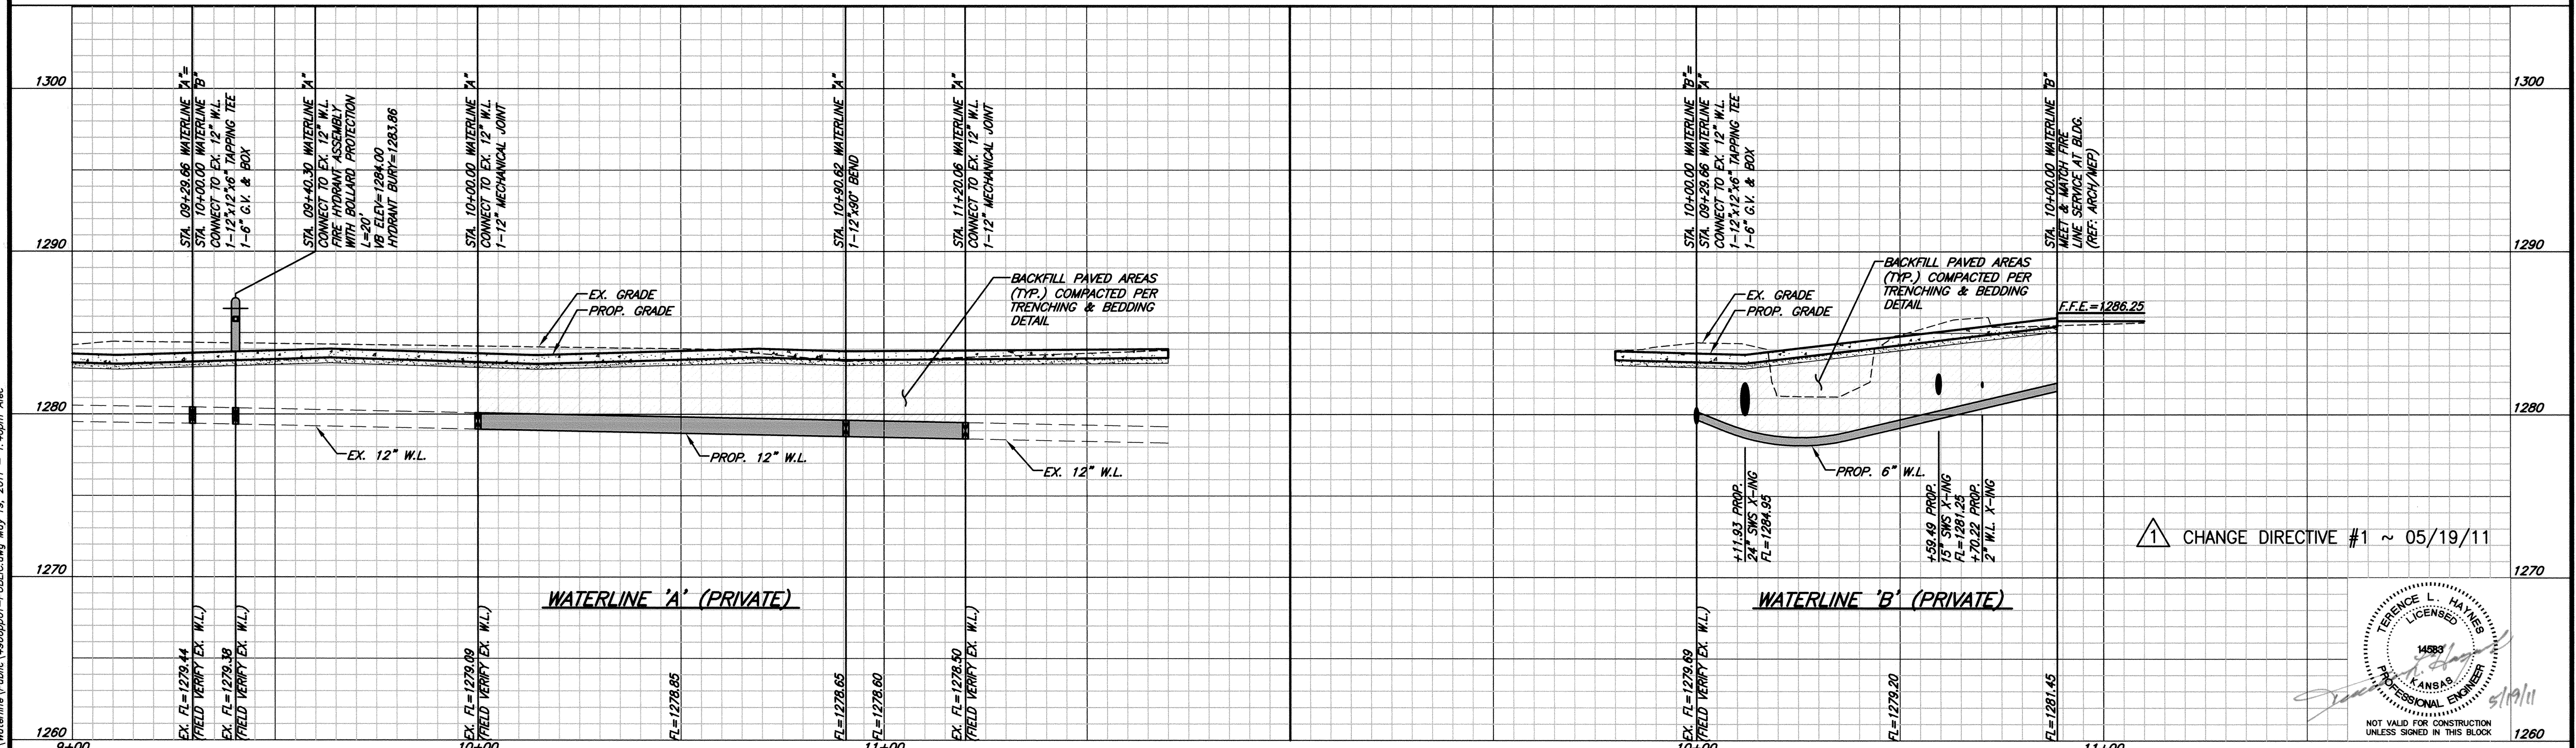 1300
1290
1280
1270
1260
STA. 09+29.66 WATERLINE "A"=
STA. 10+00.00 WATERLINE "B"
CONNECT TO EX. 12" W.L.
1-12"x12"x6" TAPPING TEE
1-6" G.V. & BOX
STA. 09+40.30 WATERLINE "A"
CONNECT TO EX. 12" W.L.
FIRE HYDRANT ASSEMBLY
WITH BOLLARD PROTECTION
L=20'
VB ELEV=1284.00
HYDRANT BURY=1283.86
STA. 10+00.00 WATERLINE "A"
CONNECT TO EX. 12" W.L.
1-12" MECHANICAL JOINT
STA. 10+90.62 WATERLINE "A"
1-12"x90° BEND
STA. 11+20.06 WATERLINE "A"
CONNECT TO EX. 12" W.L.
1-12" MECHANICAL JOINT
EX. GRADE
PROP. GRADE
BACKFILL PAVED AREAS
(TYP.) COMPACTED PER
TRENCHING & BEDDING
DETAIL
EX. 12" W.L.
PROP. 12" W.L.
EX. 12" W.L.
WATERLINE 'A' (PRIVATE)
EX. FL=1279.44
(FIELD VERIFY EX. W.L.)
EX. FL=1279.38
(FIELD VERIFY EX. W.L.)
EX. FL=1279.09
(FIELD VERIFY EX. W.L.)
FL=1278.85
FL=1278.65
FL=1278.60
EX. FL=1278.50
(FIELD VERIFY EX. W.L.)
9+00
10+00
11+00
STA. 10+00.00 WATERLINE "B"=
STA. 09+29.66 WATERLINE "A"
CONNECT TO EX. 12" W.L.
1-12"x12"x6" TAPPING TEE
1-6" G.V. & BOX
STA. 10+00.00 WATERLINE "B"
MEET & MATCH FIRE
LINE SERVICE AT BLDG.
(REF. ARCH/MEP)
EX. GRADE
PROP. GRADE
BACKFILL PAVED AREAS
(TYP.) COMPACTED PER
TRENCHING & BEDDING
DETAIL
F.F.E.=1286.25
PROP. 6" W.L.
+11.93 PROP.
24" SWS X-ING
FL=1284.95
+59.49 PROP.
15" SWS X-ING
FL=1281.25
+70.22 PROP.
2" W.L. X-ING
WATERLINE 'B' (PRIVATE)
EX. FL=1279.69
(FIELD VERIFY EX. W.L.)
FL=1279.20
FL=1281.45
10+00
11+00
1300
1290
1280
1270
1260
1 CHANGE DIRECTIVE #1 ~ 05/19/11
TERENCE L. HAYNES
LICENSED
14583
KANSAS
PROFESSIONAL ENGINEER
5/19/11
NOT VALID FOR CONSTRUCTION
UNLESS SIGNED IN THIS BLOCK